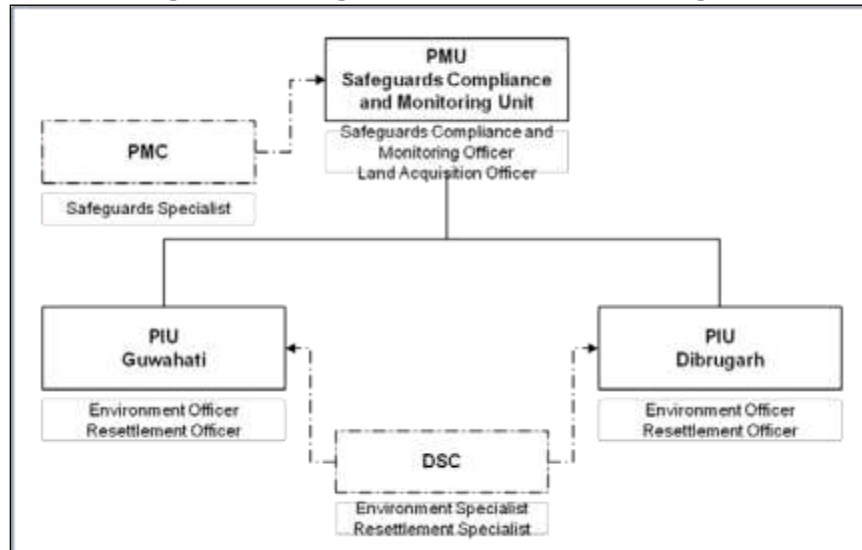 PMU
Safeguards Compliance
and Monitoring Unit
Safeguards Compliance and
Monitoring Officer
Land Acquisition Officer
PMC
Safeguards Specialist
PIU
Guwahati
Environment Officer
Resettlement Officer
PIU
Dibrugarh
Environment Officer
Resettlement Officer
DSC
Environment Specialist
Resettlement Specialist